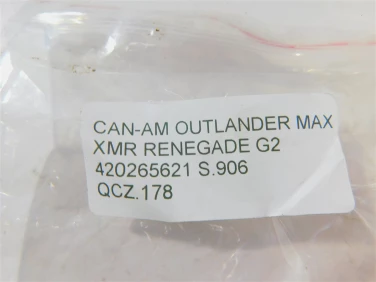 CAN-AM OUTLANDER MAX
XMR RENEGADE G2
420265621 S.906
QCZ.178